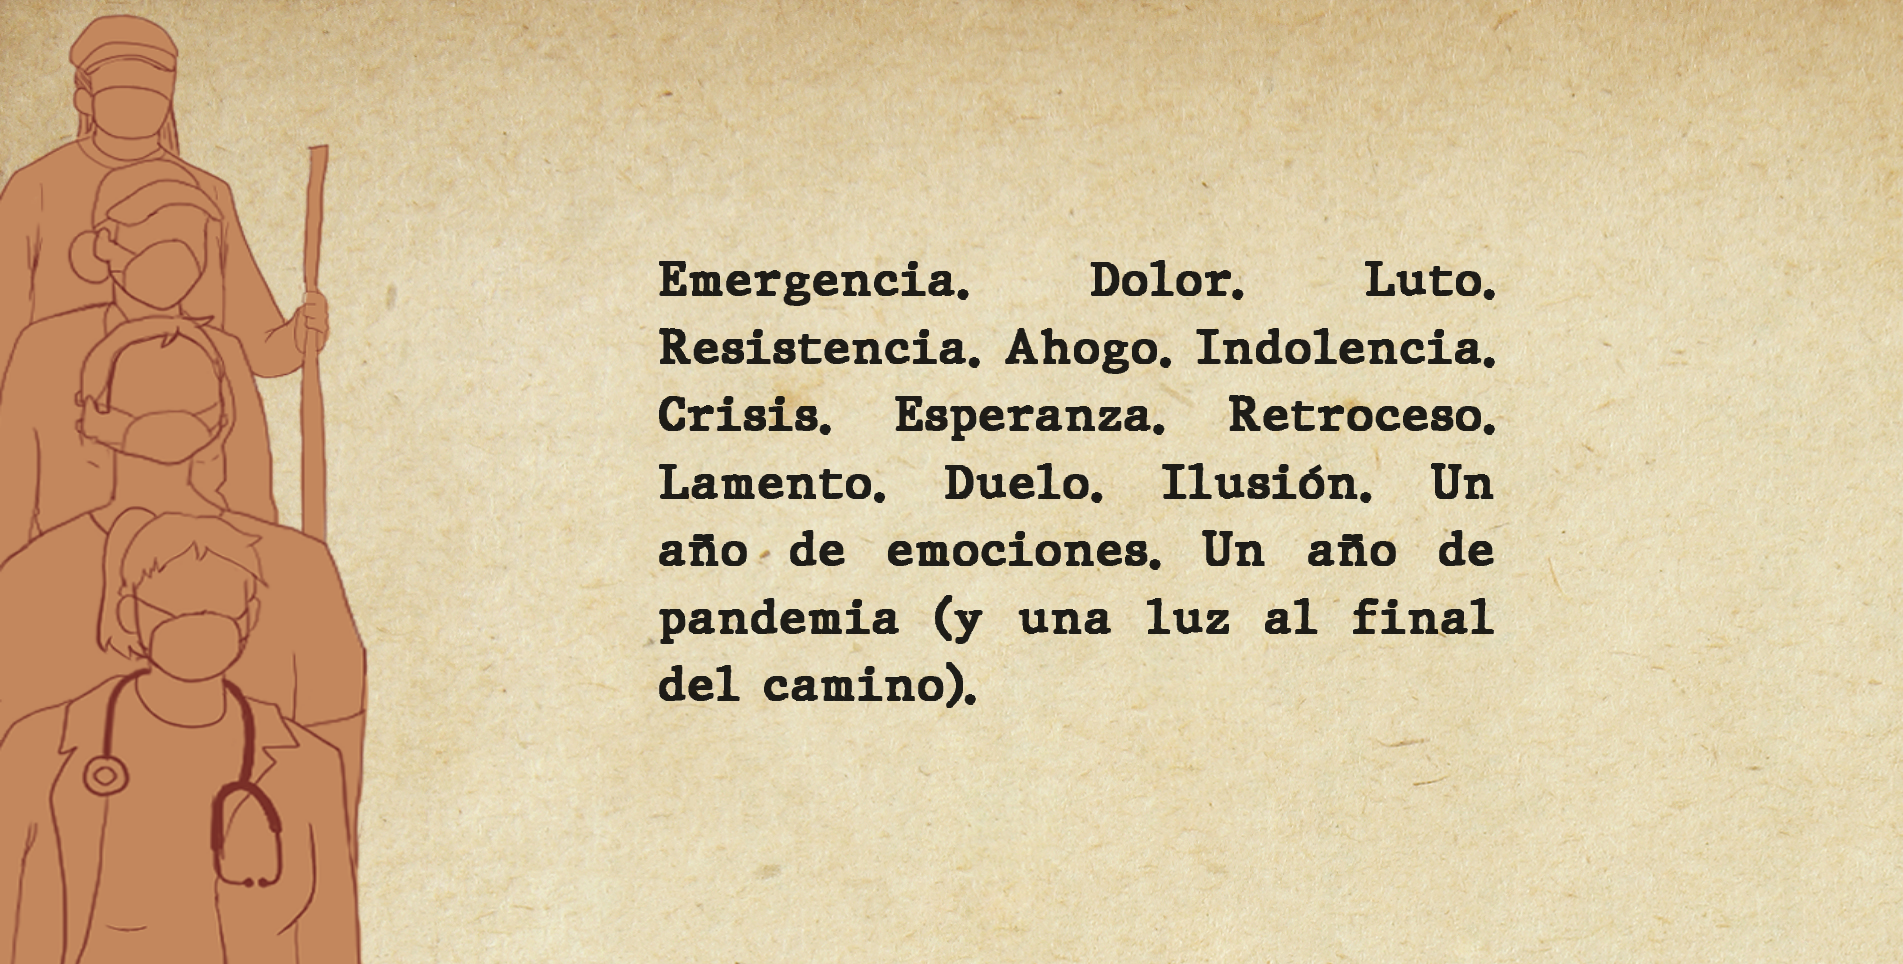 Emergencia. Dolor. Luto.
Resistencia. Ahogo. Indolencia.
Crisis. Esperanza. Retroceso.
Lamento. Duelo. Ilusión. Un
año de emociones. Un año de
pandemia (y una luz al final
del camino).